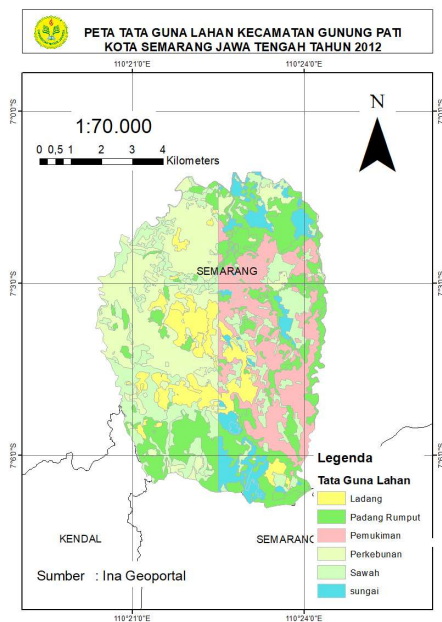 PETA TATA GUNA LAHAN KECAMATAN GUNUNG PATI
KOTA SEMARANG JAWA TENGAH TAHUN 2012
110°21'0"E 110°24'0"E
7°0'0"S 7°0'0"S
N
1:70.000
0 0,5 1 2 3 4
Kilometers
SEMARANG
7°3'0"S 7°3'0"S
7°6'0"S 7°6'0"S
Legenda
Tata Guna Lahan
Ladang
Padang Rumput
Pemukiman
Perkebunan
Sawah
sungai
KENDAL SEMARANG
Sumber : Ina Geoportal
110°21'0"E 110°24'0"E